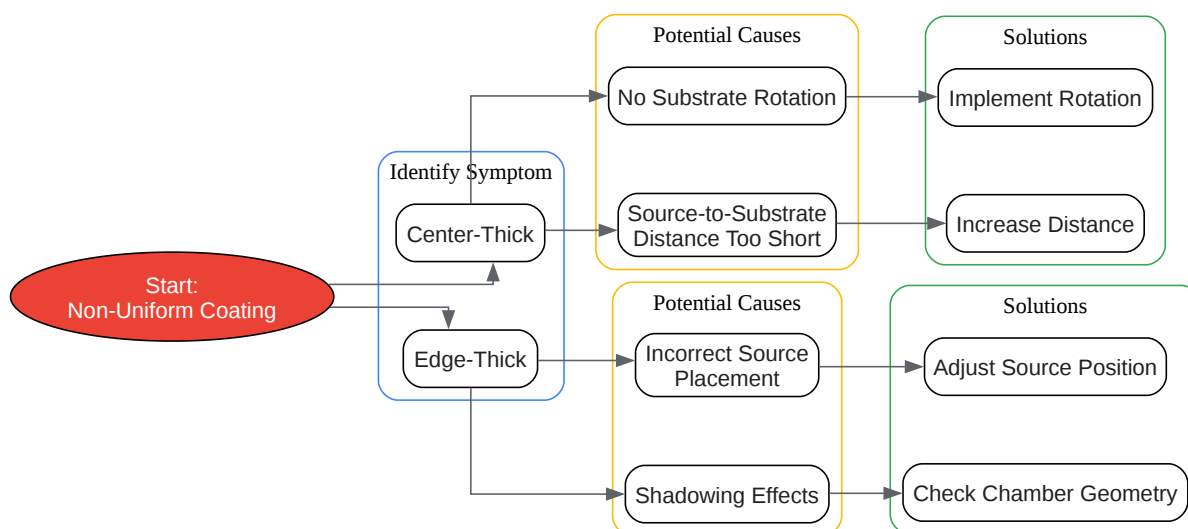 Start:
Non-Uniform Coating
Identify Symptom
Center-Thick
Edge-Thick
Potential Causes
No Substrate Rotation
Source-to-Substrate
Distance Too Short
Solutions
Implement Rotation
Increase Distance
Potential Causes
Incorrect Source
Placement
Shadowing Effects
Solutions
Adjust Source Position
Check Chamber Geometry